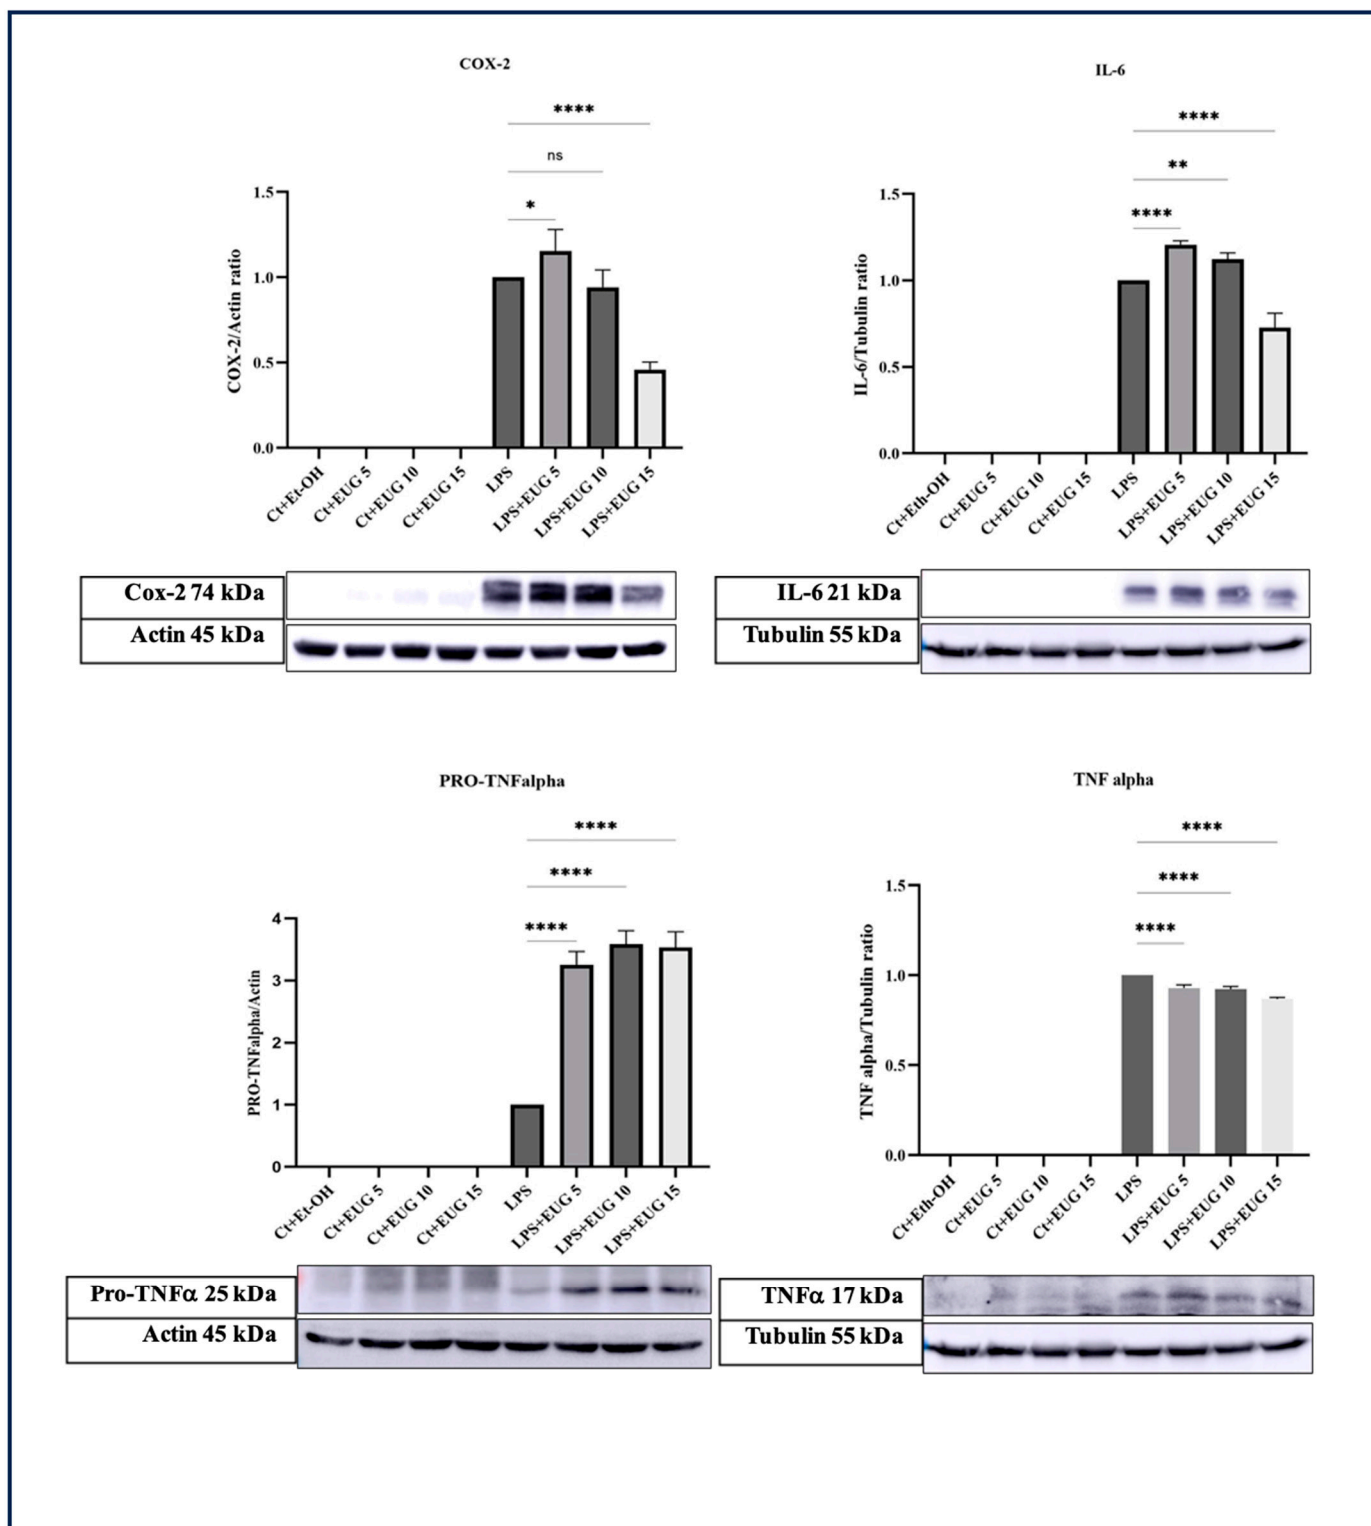 COX-2
****
ns
*
COX-2/Actin ratio
1.5
1.0
0.5
0.0
Ct+Et-OH
Ct+EUG 5
Ct+EUG 10
Ct+EUG 15
LPS
LPS+EUG 5
LPS+EUG 10
LPS+EUG 15
Cox-2 74 kDa
Actin 45 kDa
IL-6
****
**
****
IL-6/Tubulin ratio
1.5
1.0
0.5
0.0
Ct+Eth-OH
Ct+EUG 5
Ct+EUG 10
Ct+EUG 15
LPS
LPS+EUG 5
LPS+EUG 10
LPS+EUG 15
IL-6 21 kDa
Tubulin 55 kDa
PRO-TNFalpha
****
****
****
PRO-TNFalpha/Actin
4
3
2
1
0
Ct+Et-OH
Ct+EUG 5
Ct+EUG 10
Ct+EUG 15
LPS
LPS+EUG 5
LPS+EUG 10
LPS+EUG 15
Pro-TNFα 25 kDa
Actin 45 kDa
TNF alpha
****
****
****
TNF alpha/Tubulin ratio
1.5
1.0
0.5
0.0
Ct+Eth-OH
Ct+EUG 5
Ct+EUG 10
Ct+EUG 15
LPS
LPS+EUG 5
LPS+EUG 10
LPS+EUG 15
TNFα 17 kDa
Tubulin 55 kDa